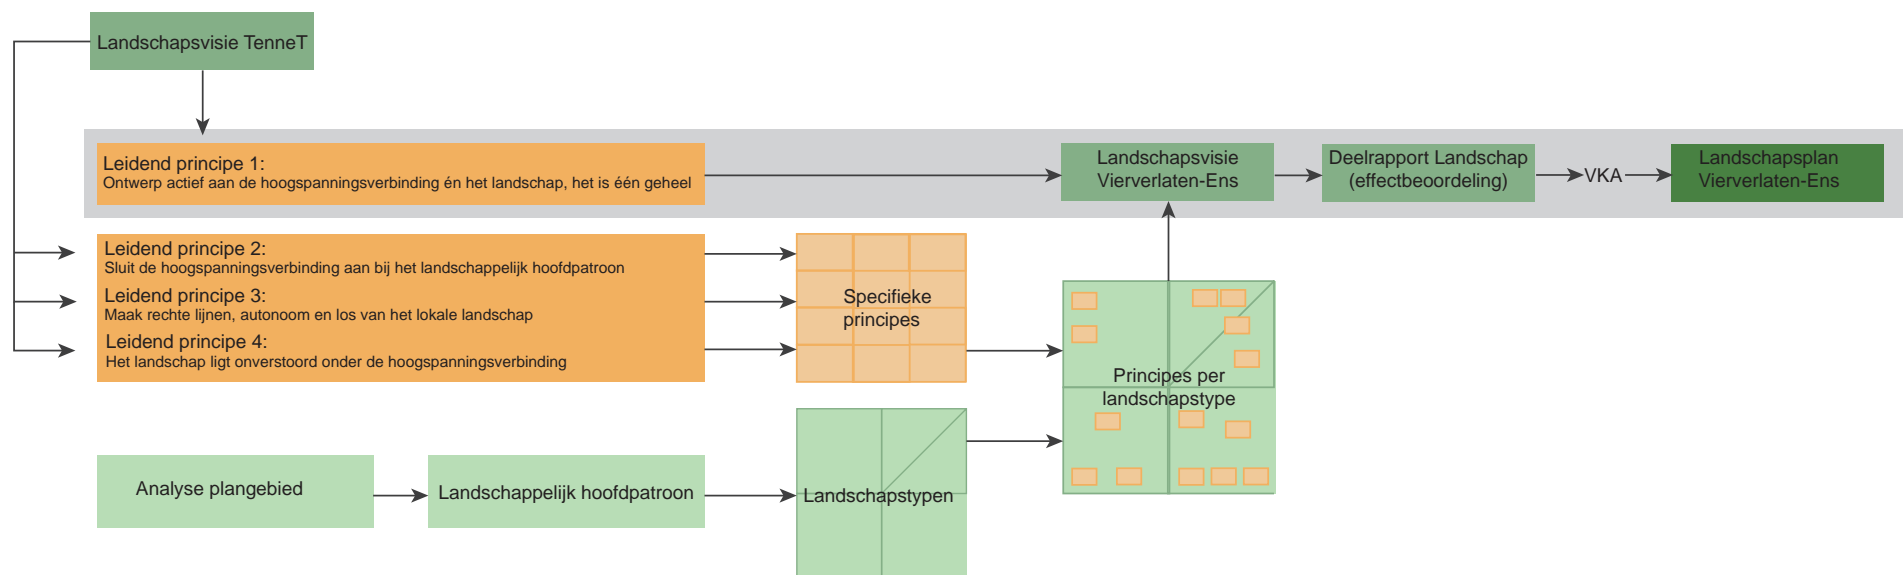 Landschapsvisie TenneT
Leidend principe 1:
Ontwerp actief aan de hoogspanningsverbinding én het landschap, het is één geheel
Landschapsvisie
Vierverlaten-Ens
Deelrapport Landschap
(effectbeoordeling)
VKA
Landschapsplan
Vierverlaten-Ens
Leidend principe 2:
Sluit de hoogspanningsverbinding aan bij het landschappelijk hoofdpatroon
Leidend principe 3:
Maak rechte lijnen, autonoom en los van het lokale landschap
Leidend principe 4:
Het landschap ligt onverstoord onder de hoogspanningsverbinding
Specifieke
principes
Principes per
landschapstype
Analyse plangebied
Landschappelijk hoofdpatroon
Landschapstypen